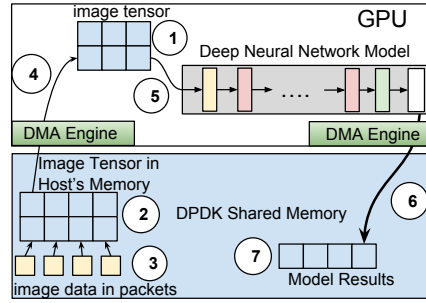 image tensor
GPU
1
Deep Neural Network Model
4
5
....
DMA Engine
DMA Engine
Image Tensor in
Host's Memory
2
DPDK Shared Memory
6
3
7
image data in packets
Model Results